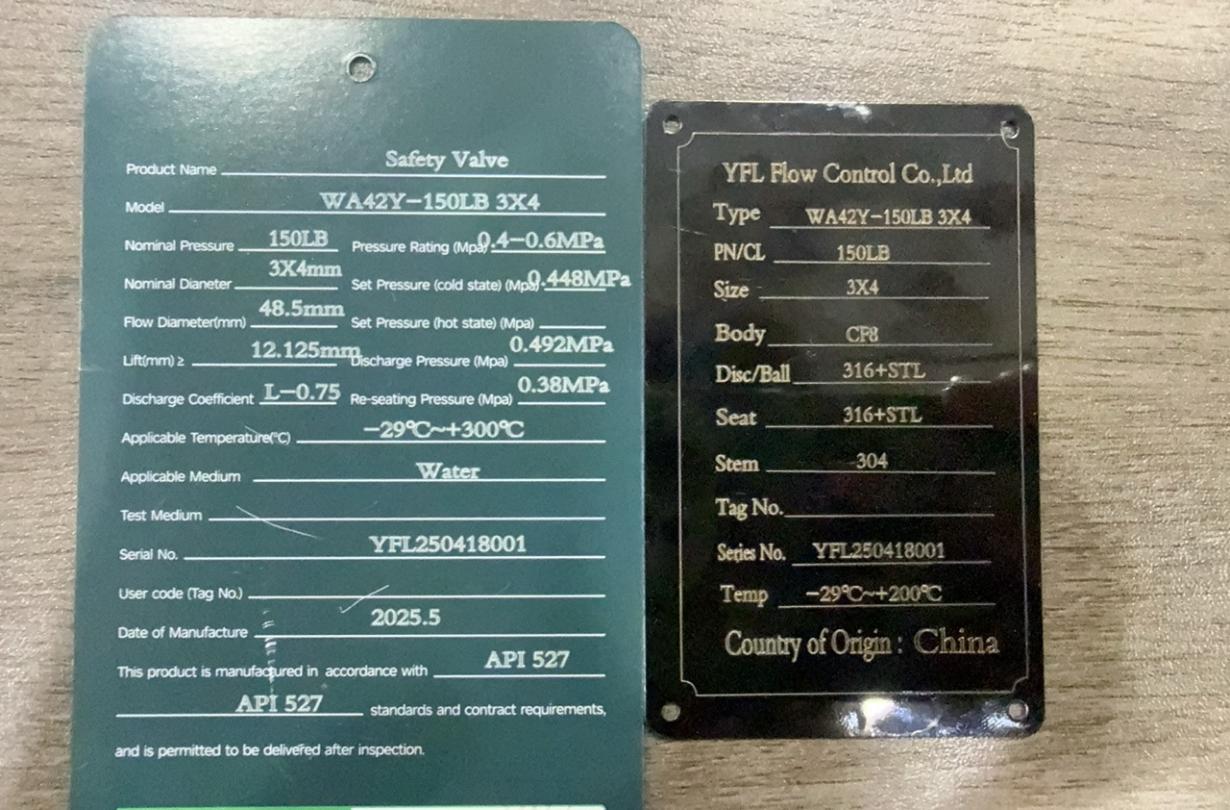 Product Name Safety Valve
Model WA42Y-150LB 3X4
Nominal Pressure 150LB Pressure Rating (Mpa) 0.4-0.6MPa
Nominal Daneter 3X4mm Set Pressure (cold state) (Mpa) 0.448MPa
Flow Diameter(mm) 48.5mm Set Pressure (hot state) (Mpa)
Lift(mm) ≥ 12.125mm Discharge Pressure (Mpa) 0.492MPa
Discharge Coefficient L-0.75 Re-seating Pressure (Mpa) 0.38MPa
Applicable Temperature(℃) -29℃~+300℃
Applicable Medium Water
Test Medium
Serial No. YFL250418001
User code (Tag No.)
Date of Manufacture 2025.5
This product is manufactured in accordance with API 527
API 527 standards and contract requirements,
and is permitted to be delivered after inspection.
YFL Flow Control Co.,Ltd
Type WA42Y-150LB 3X4
PN/CL 150LB
Size 3X4
Body CF8
Disc/Ball 316+STL
Seat 316+STL
Stem 304
Tag No.
Series No. YFL250418001
Temp -29℃~+200℃
Country of Origin : China